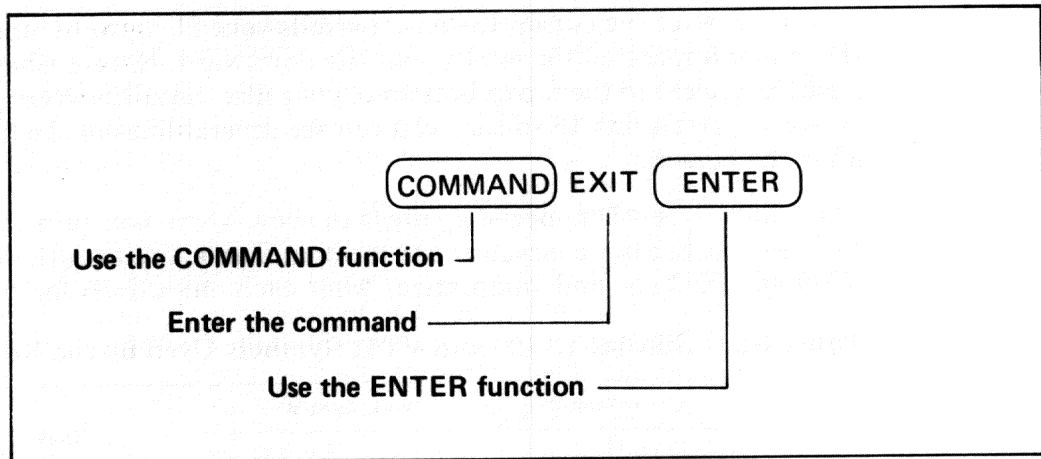 COMMAND EXIT ENTER
Use the COMMAND function
Enter the command
Use the ENTER function